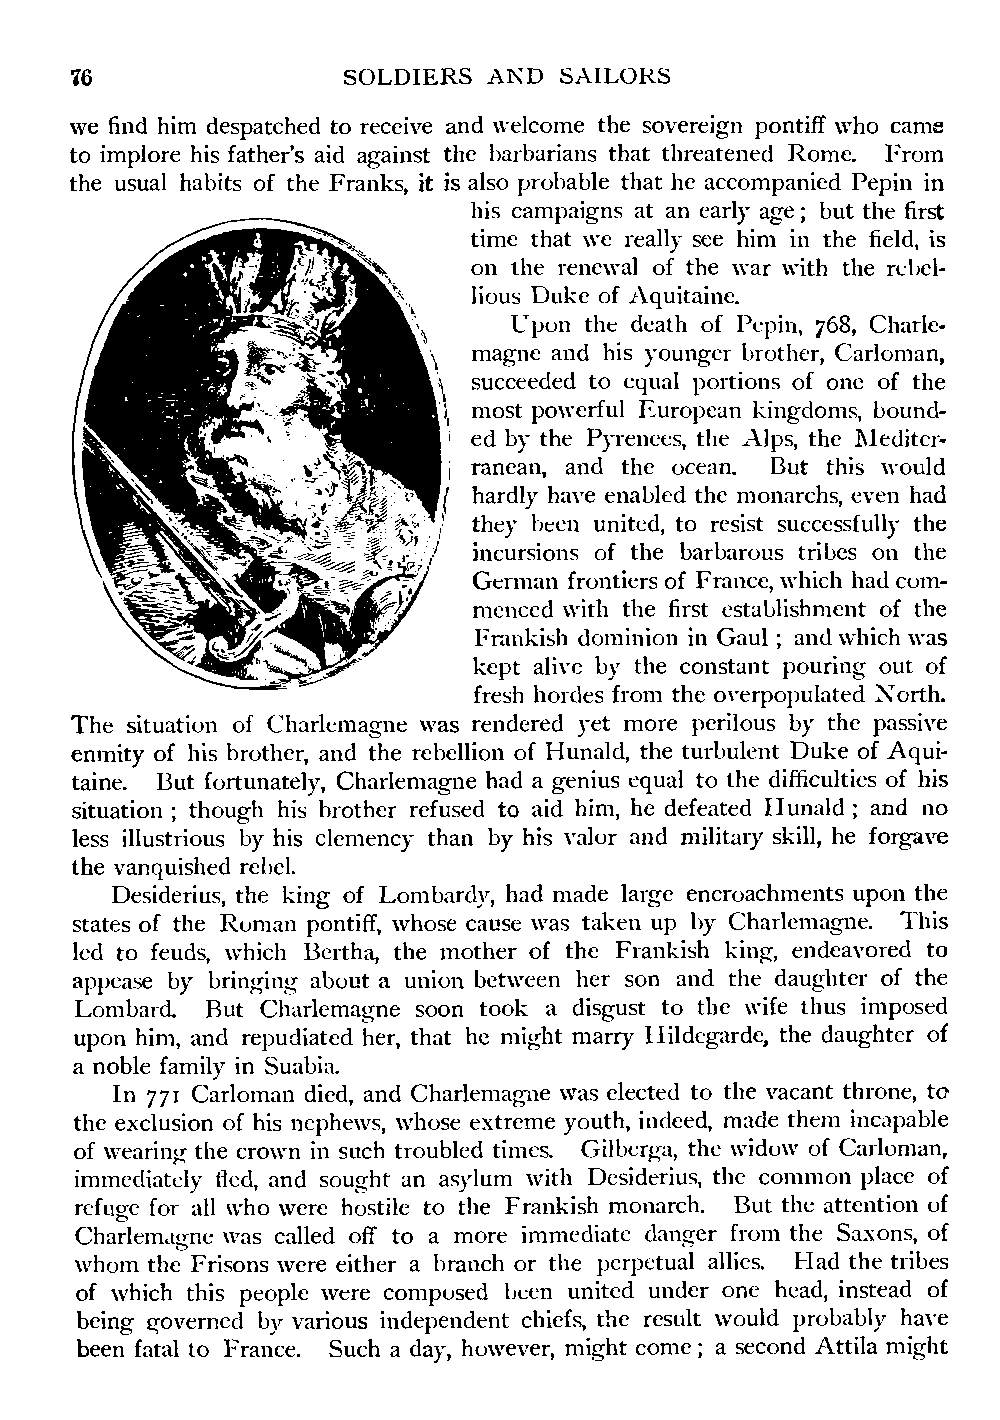 76 SOLDIERS AND SAILORS
we find him despatched to receive and welcome the sovereign pontiff who came
to implore his father's aid against the barbarians that threatened Rome. From
the usual habits of the Franks, it is also probable that he accompanied Pepin in
his campaigns at an early age; but the first
time that we really see him in the field, is
on the renewal of the war with the rebel-
lious Duke of Aquitaine.
Upon the death of Pepin, 768, Charle-
magne and his younger brother, Carloman,
succeeded to equal portions of one of the
most powerful European kingdoms, bound-
ed by the Pyrenees, the Alps, the Mediter-
ranean, and the ocean. But this would
hardly have enabled the monarchs, even had
they been united, to resist successfully the
incursions of the barbarous tribes on the
German frontiers of France, which had com-
menced with the first establishment of the
Frankish dominion in Gaul; and which was
kept alive by the constant pouring out of
fresh hordes from the overpopulated North.
The situation of Charlemagne was rendered yet more perilous by the passive
enmity of his brother, and the rebellion of Hunald, the turbulent Duke of Aqui-
taine. But fortunately, Charlemagne had a genius equal to the difficulties of his
situation; though his brother refused to aid him, he defeated Hunald; and no
less illustrious by his clemency than by his valor and military skill, he forgave
the vanquished rebel.
Desiderius, the king of Lombardy, had made large encroachments upon the
states of the Roman pontiff, whose cause was taken up by Charlemagne. This
led to feuds, which Bertha, the mother of the Frankish king, endeavored to
appease by bringing about a union between her son and the daughter of the
Lombard. But Charlemagne soon took a disgust to the wife thus imposed
upon him, and repudiated her, that he might marry Hildegarde, the daughter of
a noble family in Suabia.
In 771 Carloman died, and Charlemagne was elected to the vacant throne, to
the exclusion of his nephews, whose extreme youth, indeed, made them incapable
of wearing the crown in such troubled times. Gilberga, the widow of Carloman,
immediately fled, and sought an asylum with Desiderius, the common place of
refuge for all who were hostile to the Frankish monarch. But the attention of
Charlemagne was called off to a more immediate danger from the Saxons, of
whom the Frisons were either a branch or the perpetual allies. Had the tribes
of which this people were composed been united under one head, instead of
being governed by various independent chiefs, the result would probably have
been fatal to France. Such a day, however, might come; a second Attila might